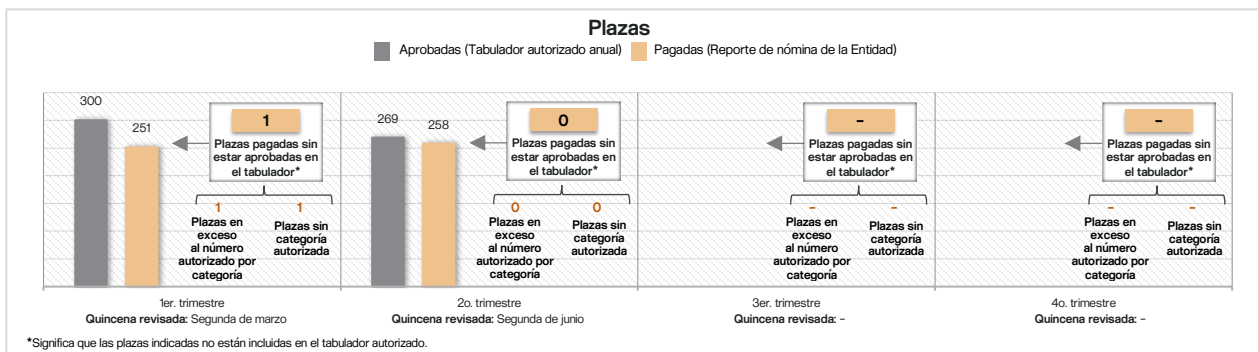 Plazas
Aprobadas (Tabulador autorizado anual)
Pagadas (Reporte de nómina de la Entidad)
300
251
1
Plazas pagadas sin
estar aprobadas en
el tabulador*
1
Plazas en
exceso
al número
autorizado por
categoría
1
Plazas sin
categoría
autorizada
1er. trimestre
Quincena revisada: Segunda de marzo
269
258
0
Plazas pagadas sin
estar aprobadas en
el tabulador*
0
Plazas en
exceso
al número
autorizado por
categoría
0
Plazas sin
categoría
autorizada
2o. trimestre
Quincena revisada: Segunda de junio
-
Plazas pagadas sin
estar aprobadas en
el tabulador*
-
Plazas en
exceso
al número
autorizado por
categoría
-
Plazas sin
categoría
autorizada
3er. trimestre
Quincena revisada: -
-
Plazas pagadas sin
estar aprobadas en
el tabulador*
-
Plazas en
exceso
al número
autorizado por
categoría
-
Plazas sin
categoría
autorizada
4o. trimestre
Quincena revisada: -
*Significa que las plazas indicadas no están incluidas en el tabulador autorizado.